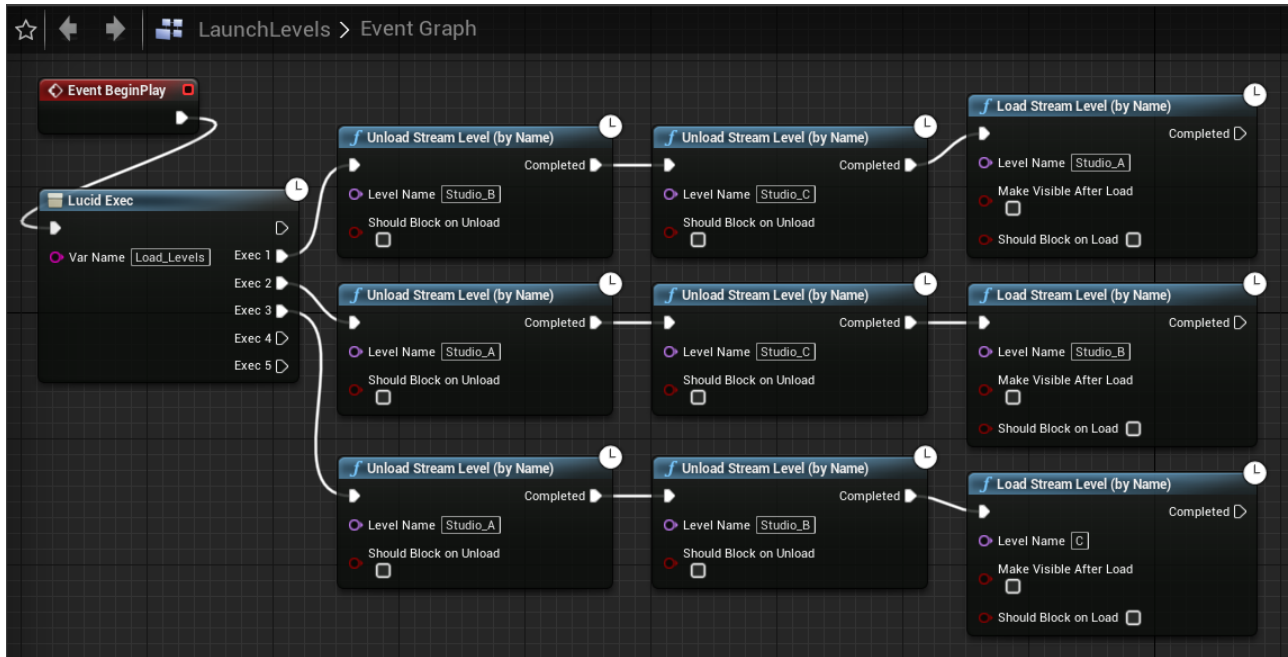 LaunchLevels > Event Graph
Event BeginPlay
Lucid Exec
Var Name Load_Levels
Exec 1
Exec 2
Exec 3
Exec 4
Exec 5
Unload Stream Level (by Name)
Completed
Level Name Studio_B
Should Block on Unload
Unload Stream Level (by Name)
Completed
Level Name Studio_C
Should Block on Unload
Load Stream Level (by Name)
Completed
Level Name Studio_A
Make Visible After Load
Should Block on Load
Unload Stream Level (by Name)
Completed
Level Name Studio_A
Should Block on Unload
Unload Stream Level (by Name)
Completed
Level Name Studio_C
Should Block on Unload
Load Stream Level (by Name)
Completed
Level Name Studio_B
Make Visible After Load
Should Block on Load
Unload Stream Level (by Name)
Completed
Level Name Studio_A
Should Block on Unload
Unload Stream Level (by Name)
Completed
Level Name Studio_B
Should Block on Unload
Load Stream Level (by Name)
Completed
Level Name C
Make Visible After Load
Should Block on Load